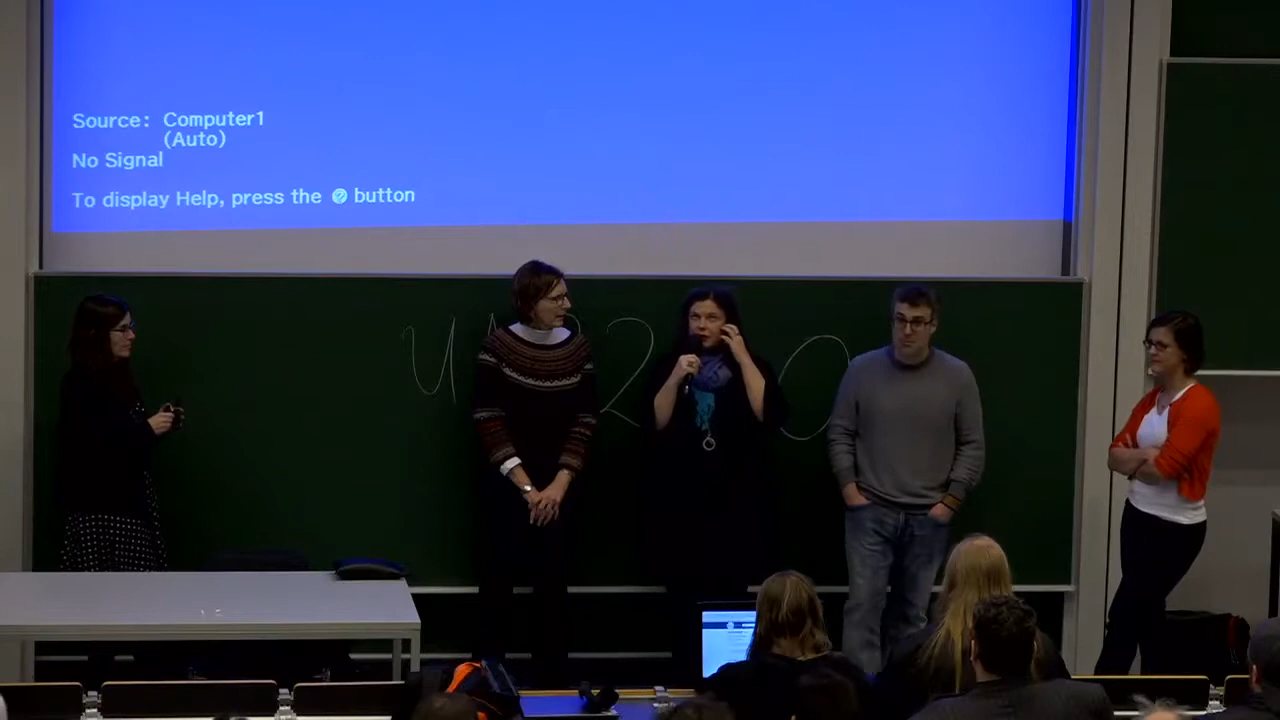 Source: Computer1
(Auto)
No Signal
To display Help, press the ? button